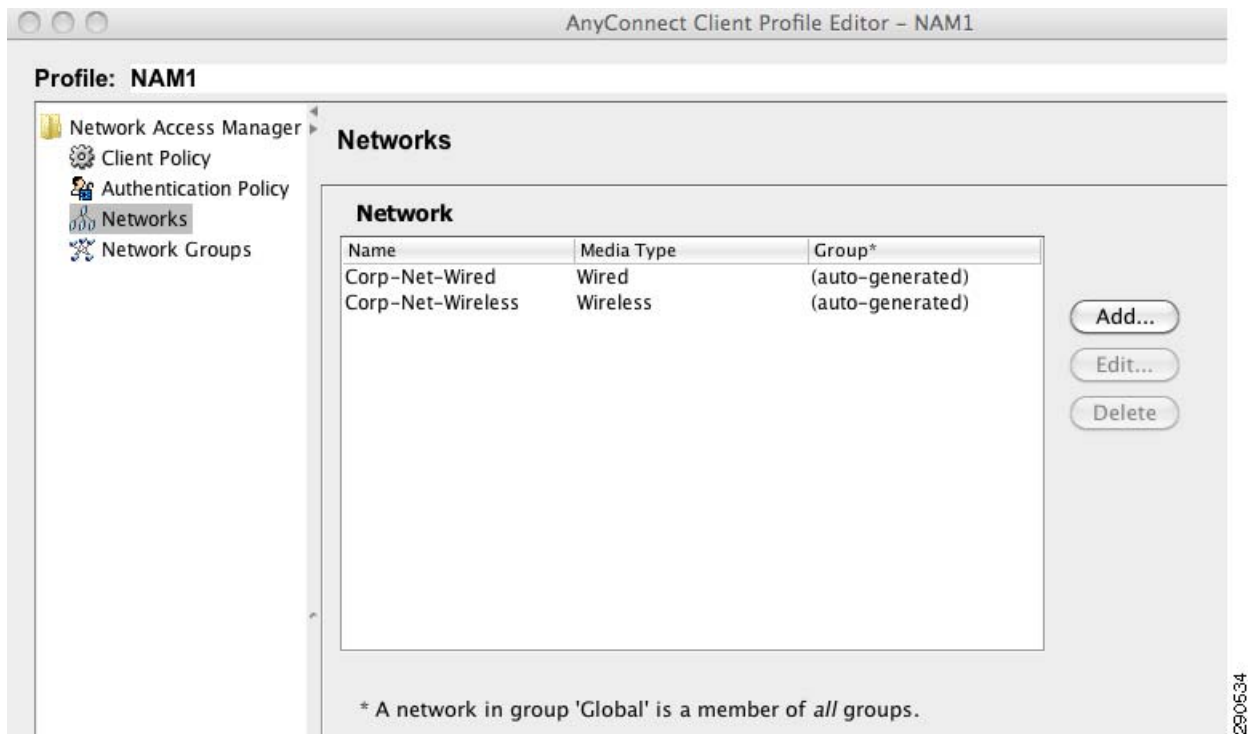 AnyConnect Client Profile Editor – NAM1
Profile: NAM1
Network Access Manager
Client Policy
Authentication Policy
Networks
Network Groups
Networks
Network
Name Media Type Group*
Corp-Net-Wired Wired (auto-generated)
Corp-Net-Wireless Wireless (auto-generated)
Add...
Edit...
Delete
* A network in group 'Global' is a member of all groups.
290534